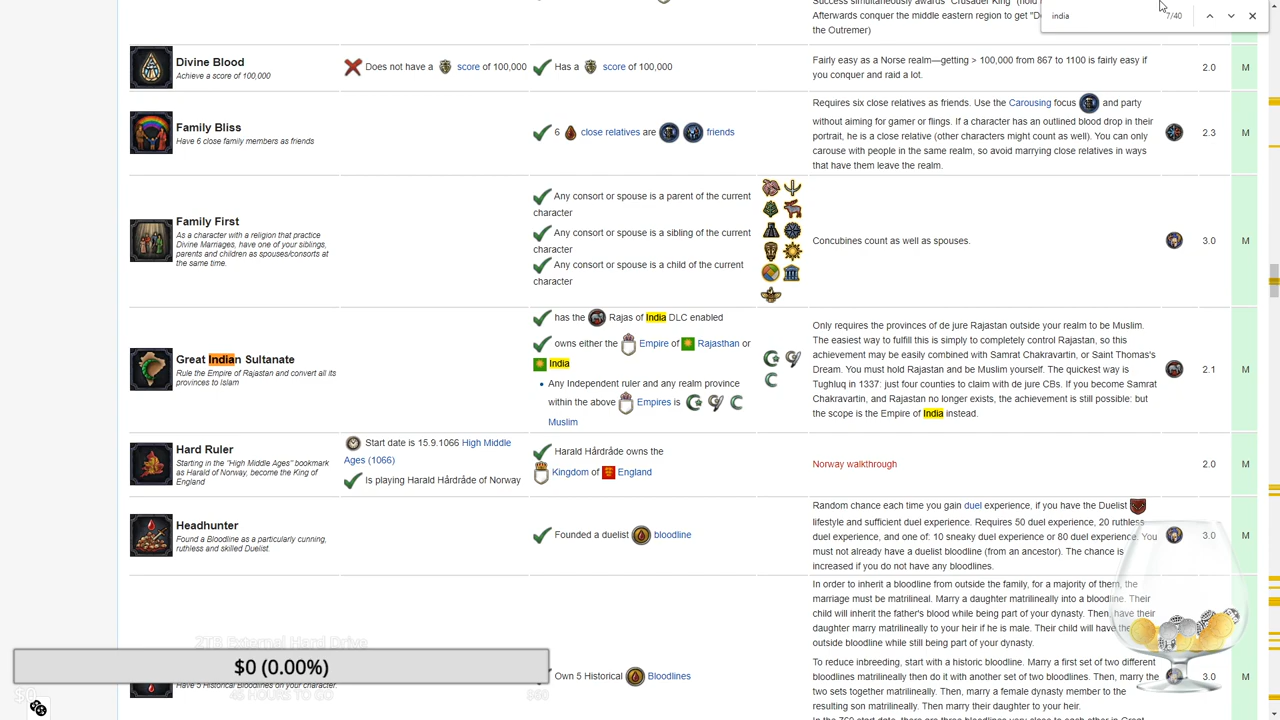 Success simultaneously awards "Crusader King" (hold
Afterwards conquer the middle eastern region to get "D
the Outremer)
india
7/40
Divine Blood
Achieve a score of 100,000
Does not have a score of 100,000
Has a score of 100,000
Fairly easy as a Norse realm—getting > 100,000 from 867 to 1100 is fairly easy if
you conquer and raid a lot.
2.0
M
Family Bliss
Have 6 close family members as friends
6 close relatives are friends
Requires six close relatives as friends. Use the Carousing focus and party
without aiming for gamer or flings. If a character has an outlined blood drop in their
portrait, he is a close relative (other characters might count as well). You can only
carouse with people in the same realm, so avoid marrying close relatives in ways
that have them leave the realm.
2.3
M
Family First
As a character with a religion that practice
Divine Marriages, have one of your siblings,
parents and children as spouses/consorts at
the same time.
Any consort or spouse is a parent of the current
character
Any consort or spouse is a sibling of the current
character
Any consort or spouse is a child of the current
character
Concubines count as well as spouses.
3.0
M
Great Indian Sultanate
Rule the Empire of Rajastan and convert all its
provinces to Islam
has the Rajas of India DLC enabled
owns either the Empire of Rajasthan or
India
• Any Independent ruler and any realm province
within the above Empires is
Muslim
Only requires the provinces of de jure Rajastan outside your realm to be Muslim.
The easiest way to fulfill this is simply to completely control Rajastan, so this
achievement may be easily combined with Samrat Chakravartin, or Saint Thomas's
Dream. You must hold Rajastan and be Muslim yourself. The quickest way is
Tughluq in 1337: just four counties to claim with de jure CBs. If you become Samrat
Chakravartin, and Rajastan no longer exists, the achievement is still possible: but
the scope is the Empire of India instead.
2.1
M
Hard Ruler
Starting in the "High Middle Ages" bookmark
as Harald of Norway, become the King of
England
Start date is 15.9.1066 High Middle
Ages (1066)
Is playing Harald Hårdråde of Norway
Harald Hårdråde owns the
Kingdom of England
Norway walkthrough
2.0
M
Headhunter
Found a Bloodline as a particularly cunning,
ruthless and skilled Duelist.
Founded a duelist bloodline
Random chance each time you gain duel experience, if you have the Duelist
lifestyle and sufficient duel experience. Requires 50 duel experience, 20 ruthless
duel experience, and one of: 10 sneaky duel experience or 80 duel experience. You
must not already have a duelist bloodline (from an ancestor). The chance is
increased if you do not have any bloodlines.
3.0
M
Have 5 Historical Bloodlines on your character.
Own 5 Historical Bloodlines
In order to inherit a bloodline from outside the family, for a majority of them, the
marriage must be matrilineal. Marry a daughter matrilineally into a bloodline. Their
child will inherit the father's blood while being part of your dynasty. Then, have their
daughter marry matrilineally to your heir if he is male. Their child will have the
outside bloodline while still being part of your dynasty.
To reduce inbreeding, start with a historic bloodline. Marry a first set of two different
bloodlines matrilineally then do it with another set of two bloodlines. Then, marry the
two sets together matrilineally. Then, marry a female dynasty member to the
resulting son matrilineally. Then marry their daughter to your heir.
In the 769 start date, there are three bloodlines very close to each other in Great
3.0
M
2TB External Hard Drive
$0 (0.00%)
$0
45 HOURS TO GO
$60